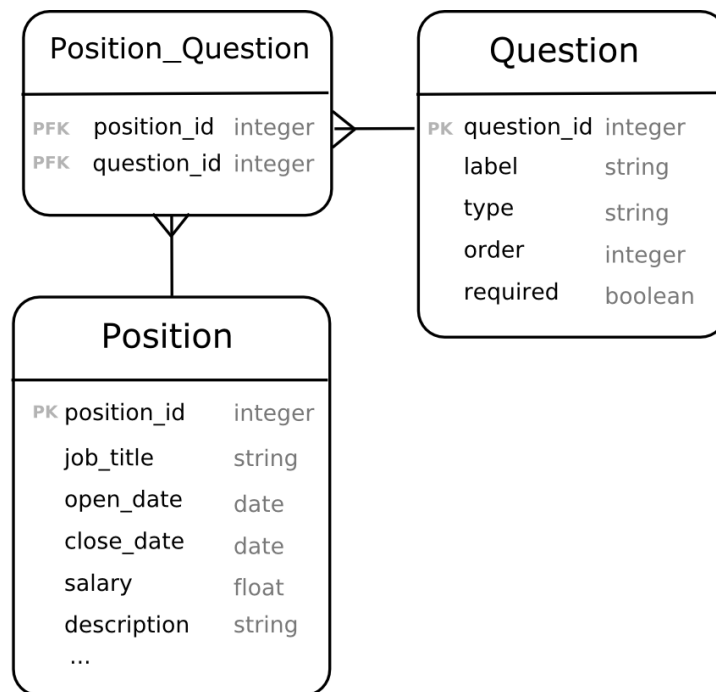 Position_Question
PFK position_id integer
PFK question_id integer
Question
PK question_id integer
label string
type string
order integer
required boolean
Position
PK position_id integer
job_title string
open_date date
close_date date
salary float
description string
...